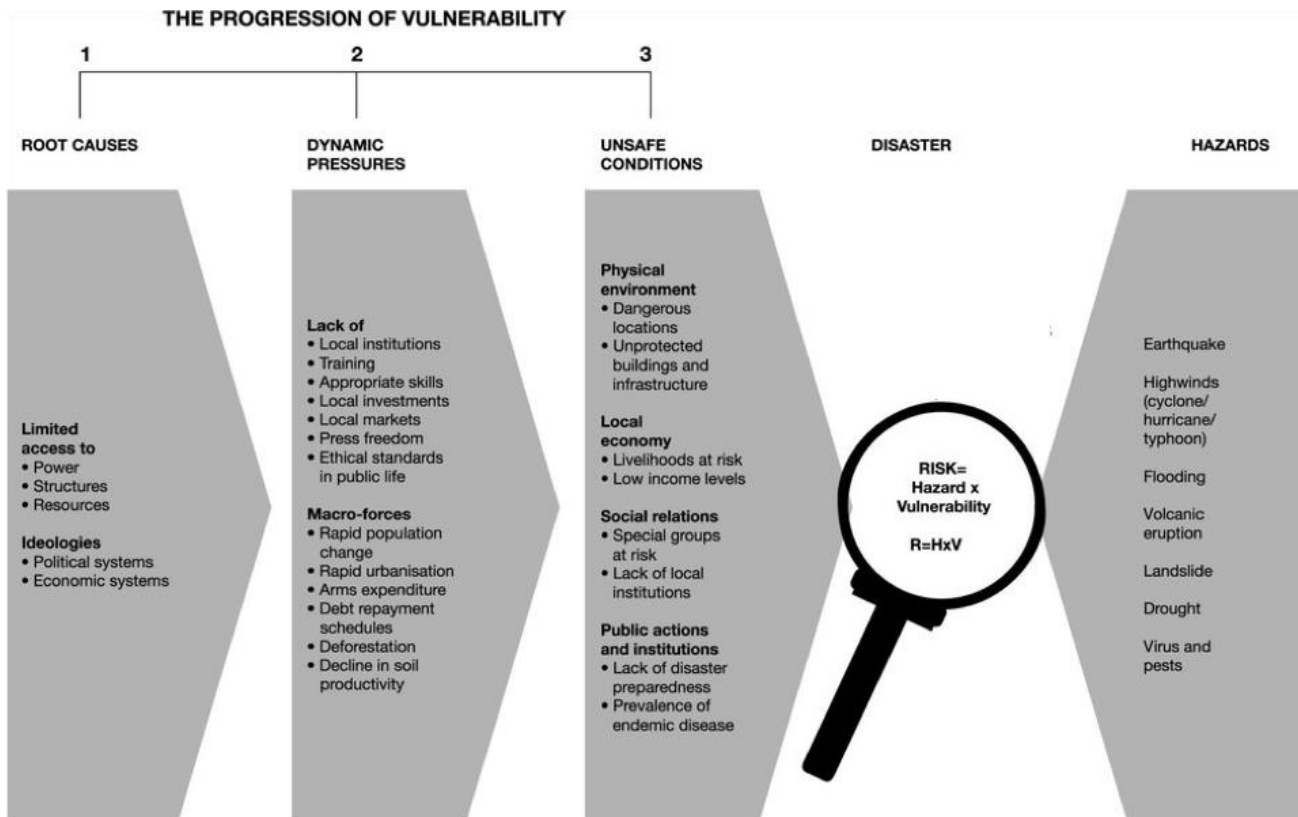 THE PROGRESSION OF VULNERABILITY
1
2
3
ROOT CAUSES
DYNAMIC
PRESSURES
UNSAFE
CONDITIONS
DISASTER
HAZARDS
Limited
access to
• Power
• Structures
• Resources
Ideologies
• Political systems
• Economic systems
Lack of
• Local institutions
• Training
• Appropriate skills
• Local investments
• Local markets
• Press freedom
• Ethical standards
in public life
Macro-forces
• Rapid population
change
• Rapid urbanisation
• Arms expenditure
• Debt repayment
schedules
• Deforestation
• Decline in soil
productivity
Physical
environment
• Dangerous
locations
• Unprotected
buildings and
infrastructure
Local
economy
• Livelihoods at risk
• Low income levels
Social relations
• Special groups
at risk
• Lack of local
institutions
Public actions
and institutions
• Lack of disaster
preparedness
• Prevalence of
endemic disease
RISK=
Hazard x
Vulnerability
R=HxV
Earthquake
Highwinds
(cyclone/
hurricane/
typhoon)
Flooding
Volcanic
eruption
Landslide
Drought
Virus and
pests